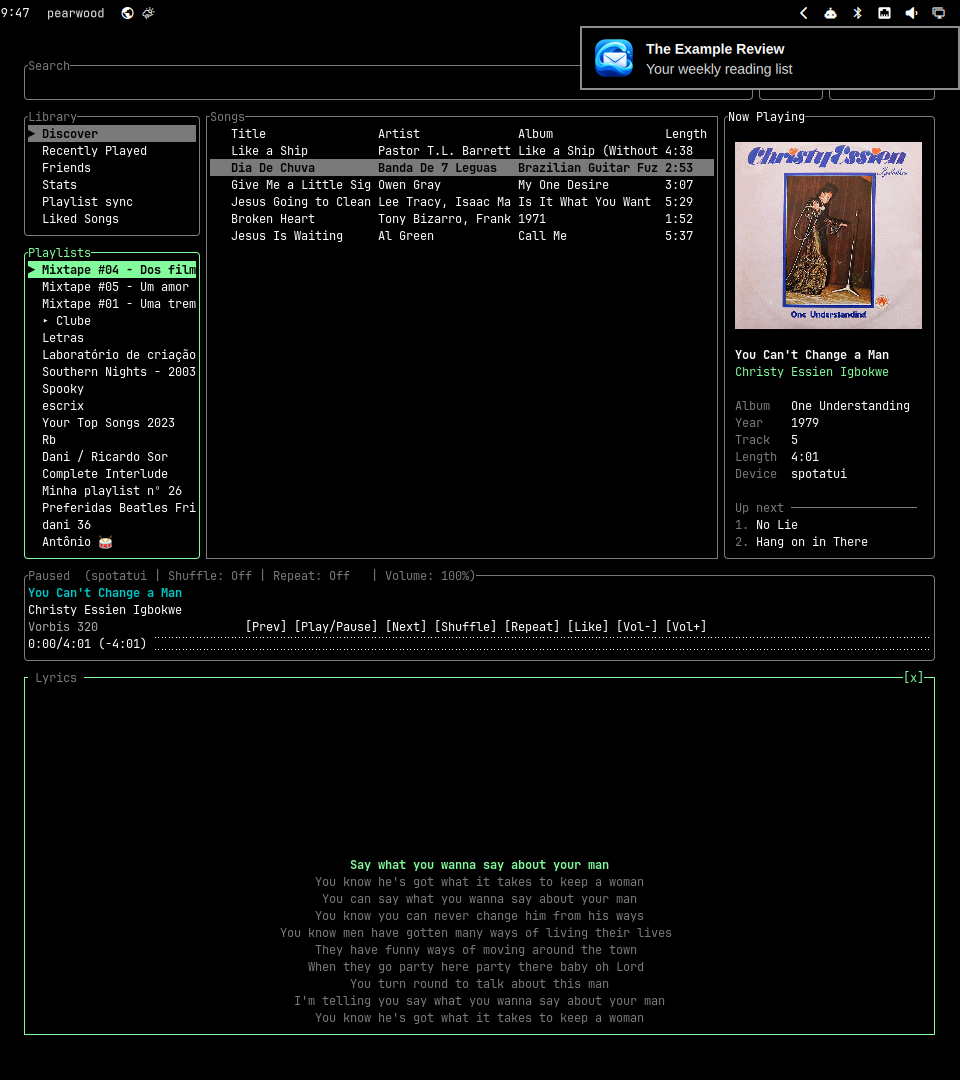 9:47 pearwood
The Example Review
Your weekly reading list
Search
Library
▶ Discover
Recently Played
Friends
Stats
Playlist sync
Liked Songs
Playlists
▶ Mixtape #04 - Dos film
Mixtape #05 - Um amor
Mixtape #01 - Uma trem
‣ Clube
Letras
Laboratório de criação
Southern Nights - 2003
Spooky
escrix
Your Top Songs 2023
Rb
Dani / Ricardo Sor
Complete Interlude
Minha playlist n° 26
Preferidas Beatles Fri
dani 36
Antônio 🥁
Songs
Title Artist Album Length
Like a Ship Pastor T.L. Barrett Like a Ship (Without 4:38
Dia De Chuva Banda De 7 Leguas Brazilian Guitar Fuz 2:53
Give Me a Little Sig Owen Gray My One Desire 3:07
Jesus Going to Clean Lee Tracy, Isaac Ma Is It What You Want 5:29
Broken Heart Tony Bizarro, Frank 1971 1:52
Jesus Is Waiting Al Green Call Me 5:37
Now Playing
Christy Essien
Igbokwe
One Understanding
You Can't Change a Man
Christy Essien Igbokwe
Album One Understanding
Year 1979
Track 5
Length 4:01
Device spotatui
Up next
1. No Lie
2. Hang on in There
Paused (spotatui | Shuffle: Off | Repeat: Off | Volume: 100%)
You Can't Change a Man
Christy Essien Igbokwe
Vorbis 320 [Prev] [Play/Pause] [Next] [Shuffle] [Repeat] [Like] [Vol-] [Vol+]
0:00/4:01 (-4:01)
Lyrics [x]
Say what you wanna say about your man
You know he's got what it takes to keep a woman
You can say what you wanna say about your man
You know you can never change him from his ways
You know men have gotten many ways of living their lives
They have funny ways of moving around the town
When they go party here party there baby oh Lord
You turn round to talk about this man
I'm telling you say what you wanna say about your man
You know he's got what it takes to keep a woman